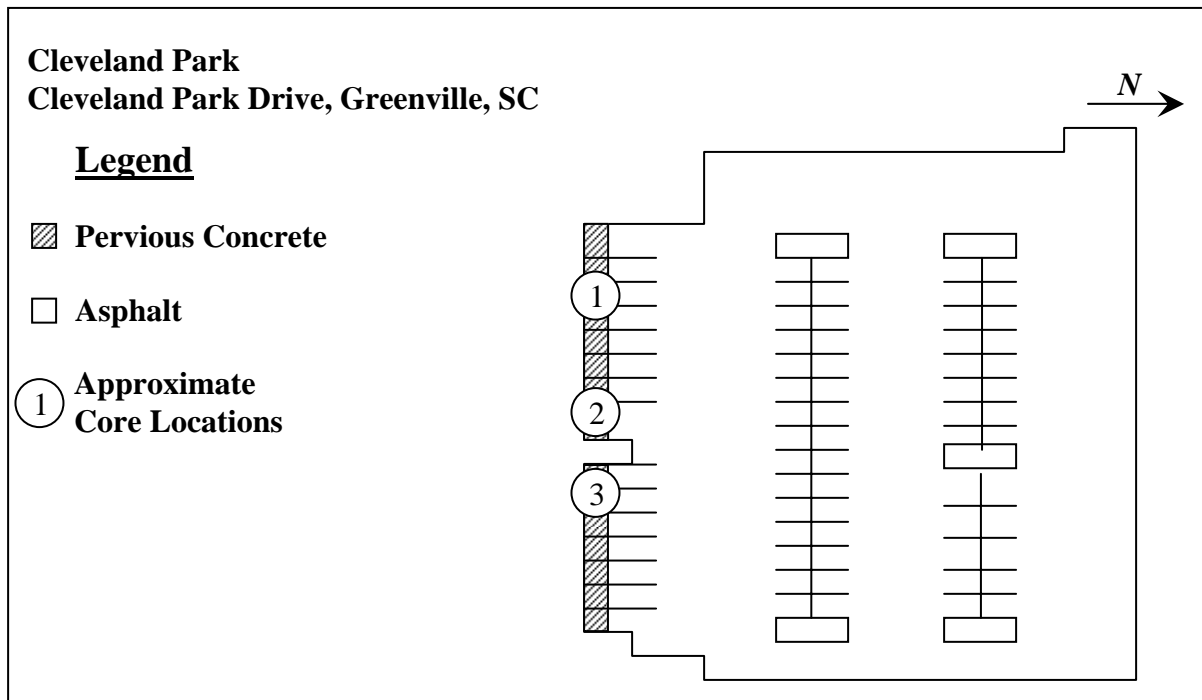 Cleveland Park
Cleveland Park Drive, Greenville, SC
N
Legend
Pervious Concrete
Asphalt
1 Approximate
Core Locations
1
2
3